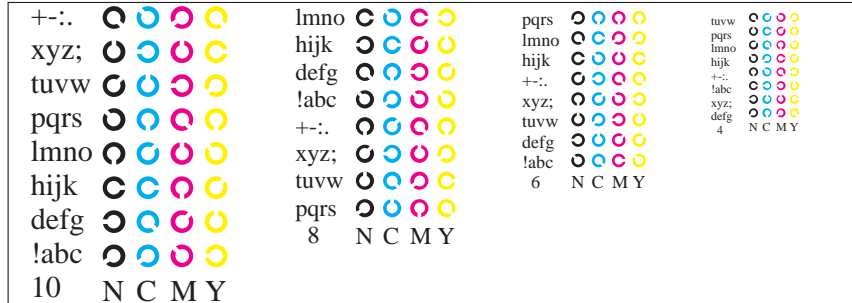 +-:.
xyz;
tuvw
pqrs
lmno
hijk
defg
!abc
10 N C M Y
lmno
hijk
defg
!abc
+-:.
xyz;
tuvw
pqrs
8 N C M Y
pqrs
lmno
hijk
+-:.
xyz;
tuvw
defg
!abc
6 N C M Y
tuvw
pqrs
lmno
hijk
+-:.
!abc
xyz;
defg
4 N C M Y